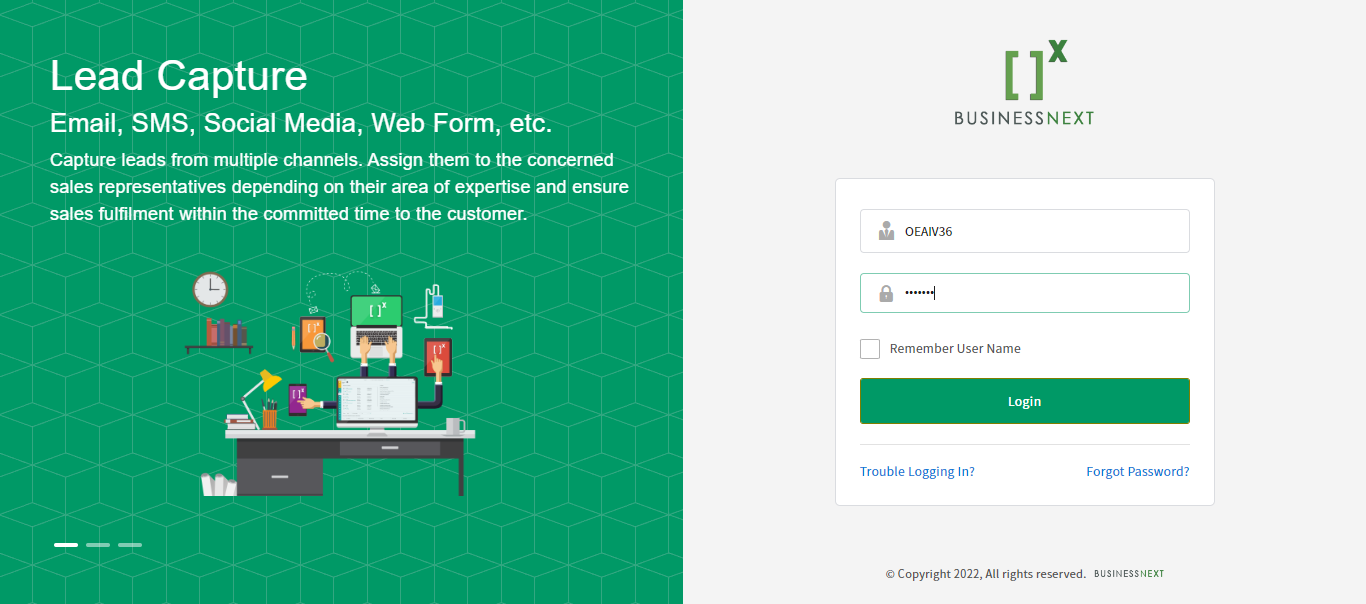 Lead Capture
Email, SMS, Social Media, Web Form, etc.
Capture leads from multiple channels. Assign them to the concerned
sales representatives depending on their area of expertise and ensure
sales fulfilment within the committed time to the customer.
[ ]X
BUSINESSNEXT
OEAIV36
•••••••
Remember User Name
Login
Trouble Logging In?
Forgot Password?
© Copyright 2022, All rights reserved. BUSINESSNEXT